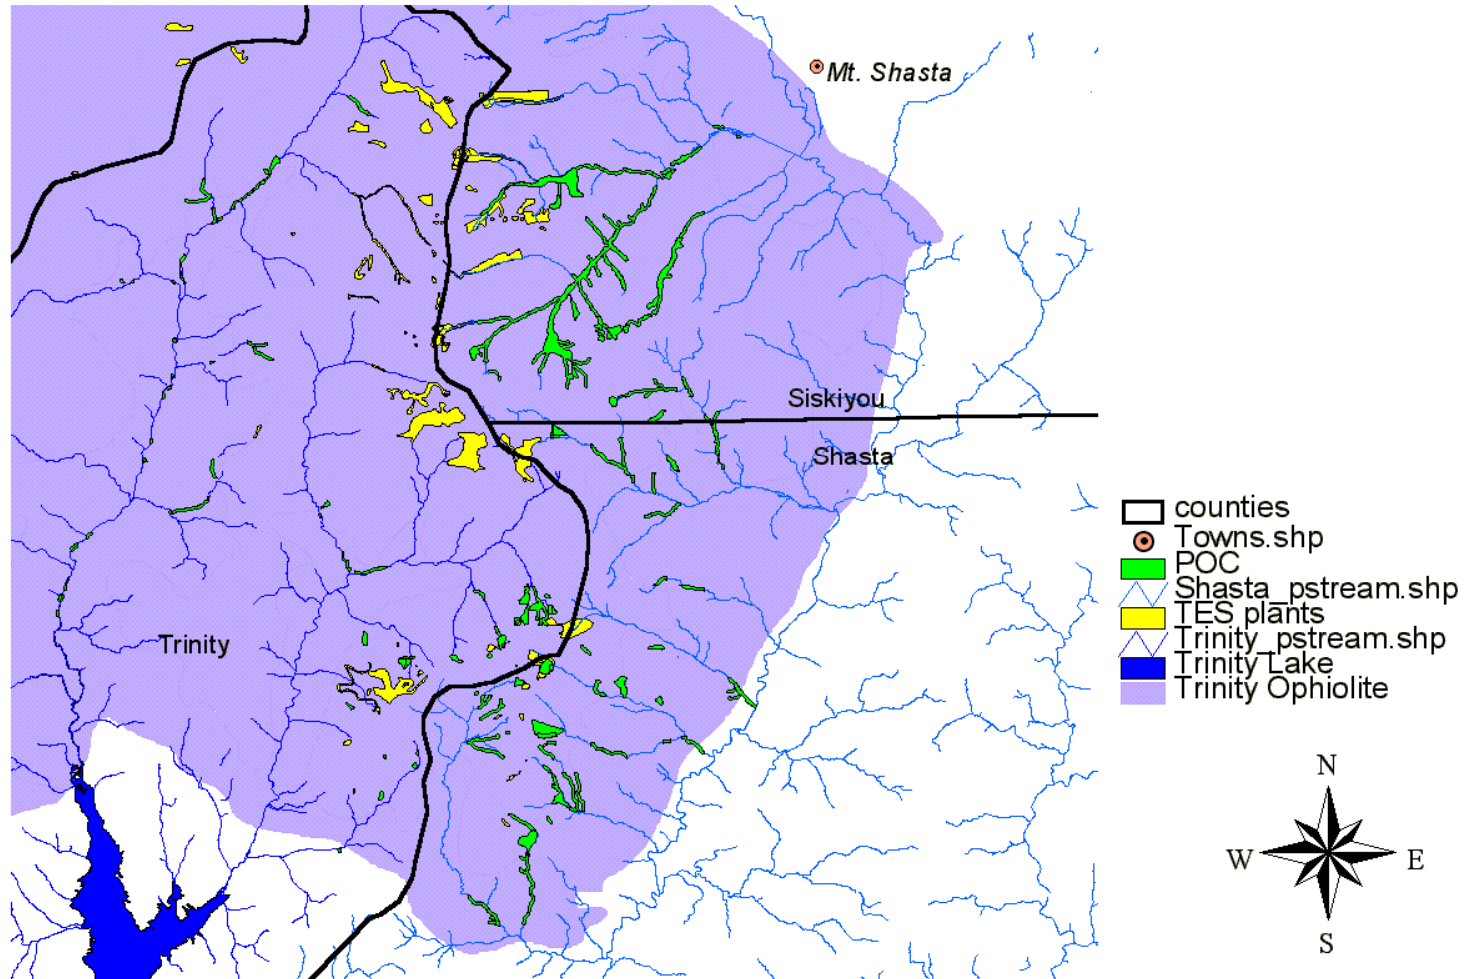 Mt. Shasta
Siskiyou
Shasta
Trinity
counties
Towns.shp
POC
Shasta_pstream.shp
TES plants
Trinity_pstream.shp
Trinity Lake
Trinity Ophiolite
N
W E
S